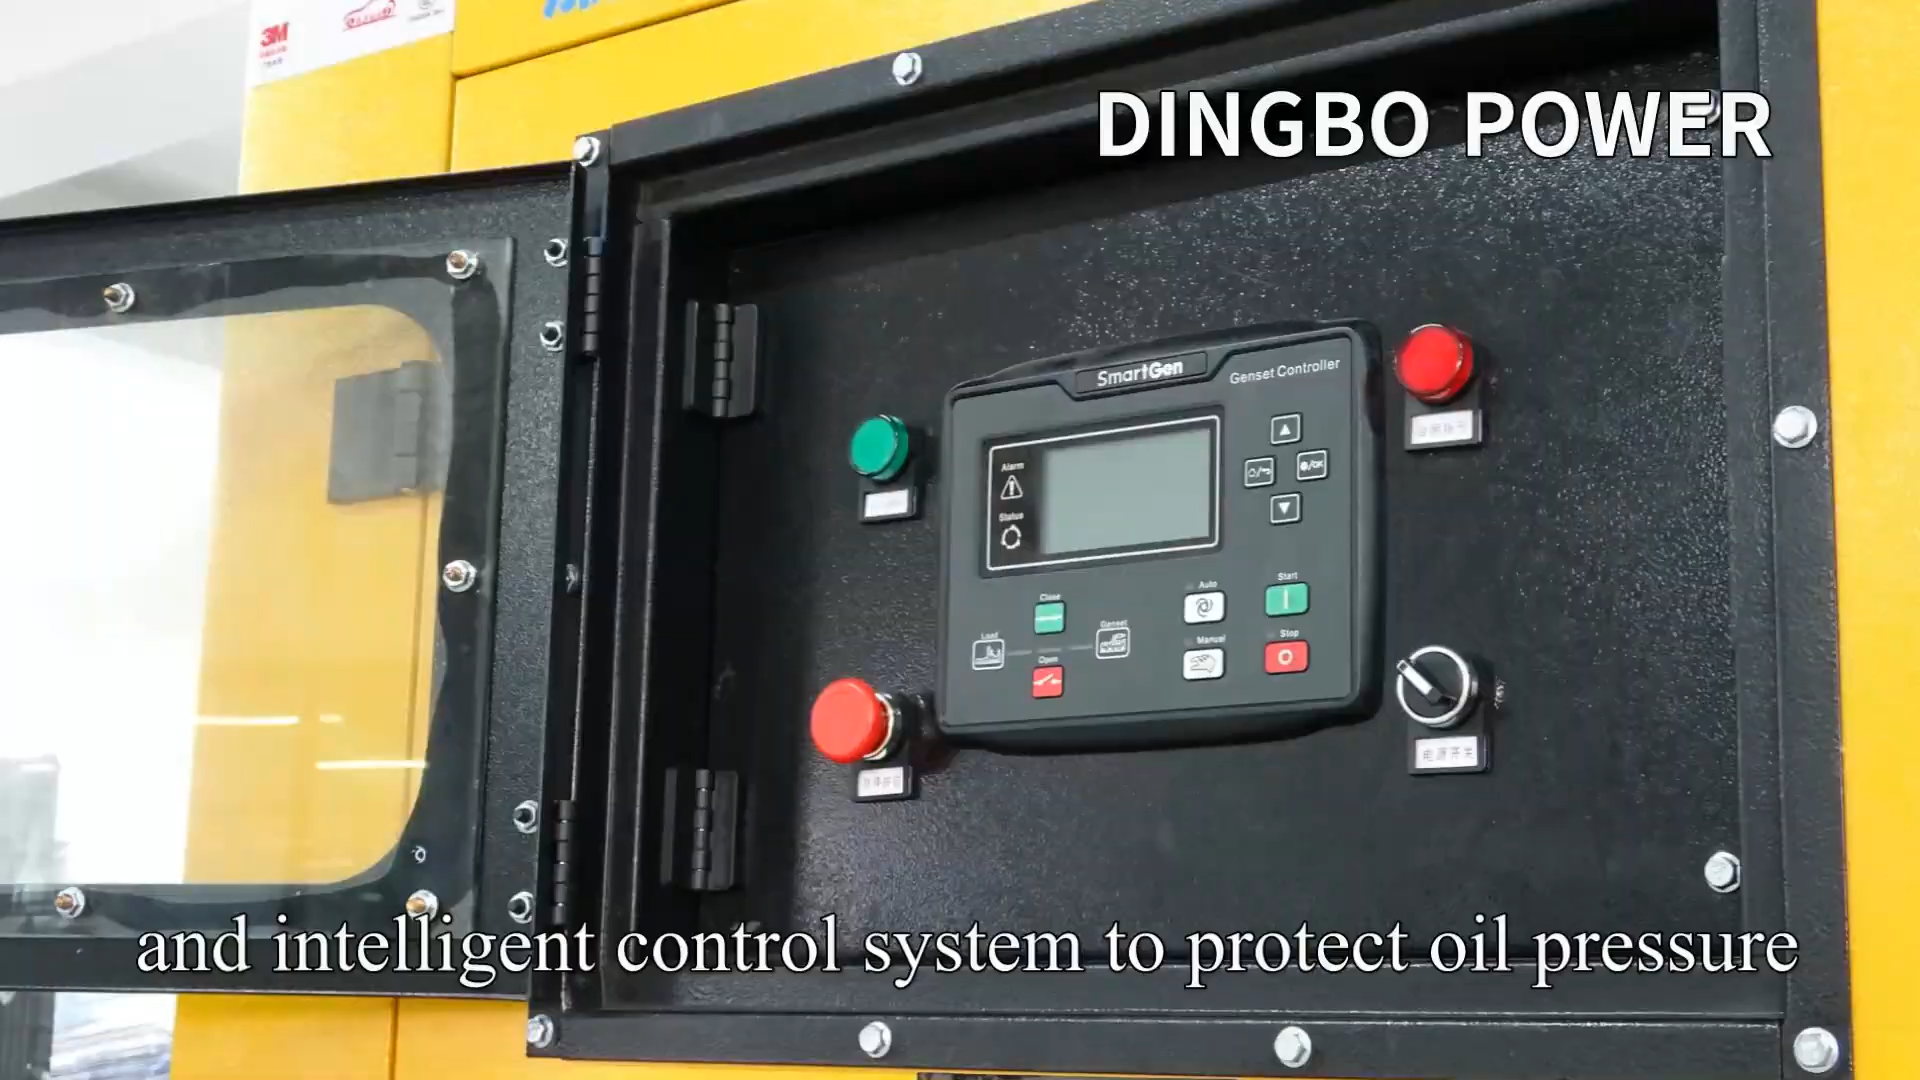 3M
DINGBO POWER
SmartGen
Genset Controller
Alarm
Status
OK
Auto
Start
Close
Load
Genset
Manual
Stop
Open
电源开关
and intelligent control system to protect oil pressure